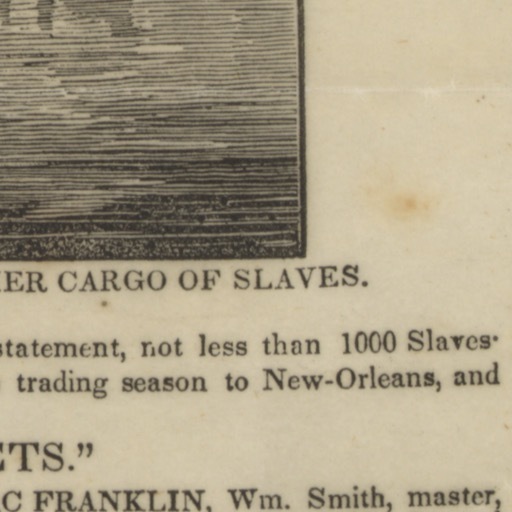 ER CARGO OF SLAVES.
statement, not less than 1000 Slaves·
trading season to New-Orleans, and
ETS.”
C FRANKLIN, Wm. Smith, master,